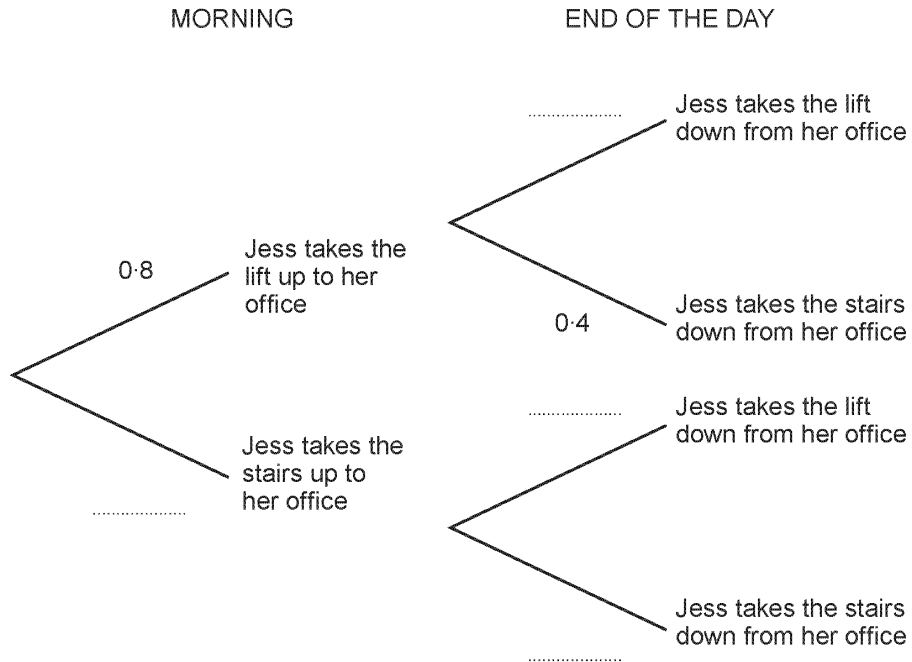 MORNING
END OF THE DAY
Jess takes the lift
down from her office
0·8
Jess takes the
lift up to her
office
Jess takes the stairs
down from her office
0·4
Jess takes the
stairs up to
her office
Jess takes the lift
down from her office
Jess takes the stairs
down from her office